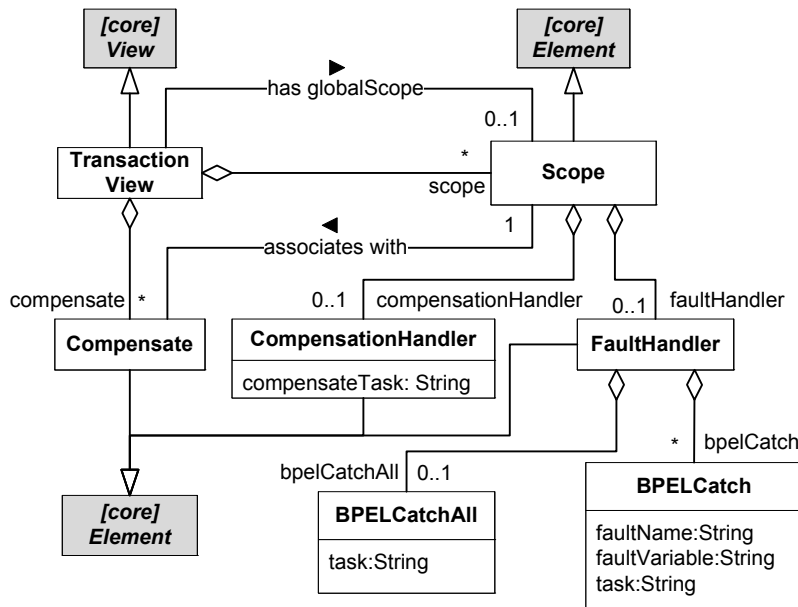 [core]
View
[core]
Element
has globalScope
0..1
Transaction
View
*
scope
Scope
1
associates with
compensate
*
0..1
compensationHandler
0..1
faultHandler
Compensate
CompensationHandler
compensateTask: String
FaultHandler
bpelCatchAll
0..1
*
bpelCatch
[core]
Element
BPELCatchAll
task:String
BPELCatch
faultName:String
faultVariable:String
task:String